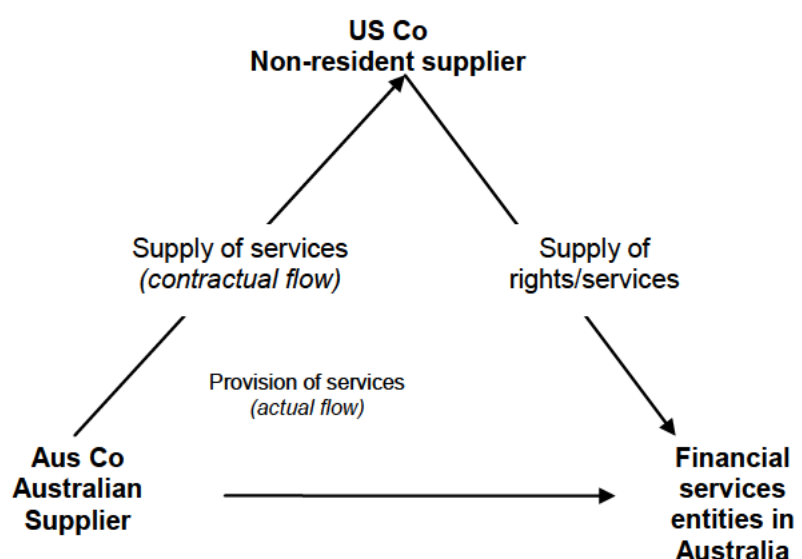 US Co
Non-resident supplier
Supply of services
(contractual flow)
Supply of
rights/services
Provision of services
(actual flow)
Aus Co
Australian
Supplier
Financial
services
entities in
Australia